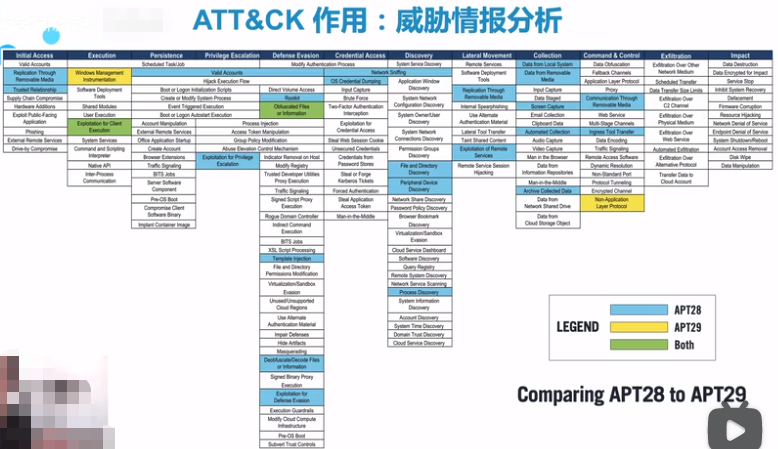 ATT&CK 作用：威胁情报分析
Initial Access
Valid Accounts
Replication Through
Removable Media
Trusted Relationship
Supply Chain Compromise
Hardware Additions
Exploit Public-Facing
Application
Phishing
External Remote Services
Drive-by Compromise
Execution
Scheduled Task/Job
Windows Management
Instrumentation
Software Deployment
Tools
Shared Modules
User Execution
Exploitation for Client
Execution
System Services
Command and Scripting
Interpreter
Native API
Inter-Process
Communication
Persistence
Privilege Escalation
Valid Accounts
Hijack Execution Flow
Boot or Logon Initialization Scripts
Create or Modify System Process
Event Triggered Execution
Boot or Logon Autostart Execution
Account Manipulation
External Remote Services
Office Application Startup
Create Account
Browser Extensions
Traffic Signaling
BITS Jobs
Server Software
Component
Pre-OS Boot
Compromise Client
Software Binary
Implant Container Image
Process Injection
Access Token Manipulation
Group Policy Modification
Abuse Elevation Control Mechanism
Exploitation for Privilege
Escalation
Defense Evasion
Modify Authentication Process
Direct Volume Access
Rootkit
Obfuscated Files
or Information
Indicator Removal on Host
Modify Registry
Trusted Developer Utilities
Proxy Execution
Traffic Signaling
Signed Script Proxy
Execution
Rogue Domain Controller
Indirect Command
Execution
BITS Jobs
XSL Script Processing
Template Injection
File and Directory
Permissions Modification
Virtualization/Sandbox
Evasion
Unused/Unsupported
Cloud Regions
Use Alternate
Authentication Material
Impair Defenses
Hide Artifacts
Masquerading
Deobfuscate/Decode Files
or Information
Signed Binary Proxy
Execution
Exploitation for
Defense Evasion
Execution Guardrails
Modify Cloud Compute
Infrastructure
Pre-OS Boot
Subvert Trust Controls
Credential Access
Network Sniffing
OS Credential Dumping
Input Capture
Brute Force
Two-Factor Authentication
Interception
Exploitation for
Credential Access
Steal Web Session Cookie
Unsecured Credentials
Credentials from
Password Stores
Steal or Forge
Kerberos Tickets
Forced Authentication
Steal Application
Access Token
Man-in-the-Middle
Discovery
System Service Discovery
Application Window
Discovery
System Network
Configuration Discovery
System Owner/User
Discovery
System Network
Connections Discovery
Permission Groups
Discovery
File and Directory
Discovery
Peripheral Device
Discovery
Network Share Discovery
Password Policy Discovery
Browser Bookmark
Discovery
Virtualization/Sandbox
Evasion
Cloud Service Dashboard
Software Discovery
Query Registry
Remote System Discovery
Network Service Scanning
Process Discovery
System Information
Discovery
Account Discovery
System Time Discovery
Domain Trust Discovery
Cloud Service Discovery
Lateral Movement
Remote Services
Software Deployment
Tools
Replication Through
Removable Media
Internal Spearphishing
Use Alternate
Authentication Material
Lateral Tool Transfer
Taint Shared Content
Exploitation of Remote
Services
Remote Service Session
Hijacking
Collection
Data from Local System
Data from Removable
Media
Input Capture
Data Staged
Screen Capture
Email Collection
Clipboard Data
Automated Collection
Audio Capture
Video Capture
Man in the Browser
Data from
Information Repositories
Man-in-the-Middle
Archive Collected Data
Data from
Network Shared Drive
Data from
Cloud Storage Object
Command & Control
Data Obfuscation
Fallback Channels
Application Layer Protocol
Proxy
Communication Through
Removable Media
Web Service
Multi-Stage Channels
Ingress Tool Transfer
Data Encoding
Traffic Signaling
Remote Access Software
Dynamic Resolution
Non-Standard Port
Protocol Tunneling
Encrypted Channel
Non-Application
Layer Protocol
Exfiltration
Exfiltration Over Other
Network Medium
Scheduled Transfer
Data Transfer Size Limits
Exfiltration Over
C2 Channel
Exfiltration Over
Physical Medium
Exfiltration Over
Web Service
Automated Exfiltration
Exfiltration Over
Alternative Protocol
Transfer Data to
Cloud Account
Impact
Data Destruction
Data Encrypted for Impact
Service Stop
Inhibit System Recovery
Defacement
Firmware Corruption
Resource Hijacking
Network Denial of Service
Endpoint Denial of Service
System Shutdown/Reboot
Account Access Removal
Disk Wipe
Data Manipulation
LEGEND
APT28
APT29
Both
Comparing APT28 to APT29